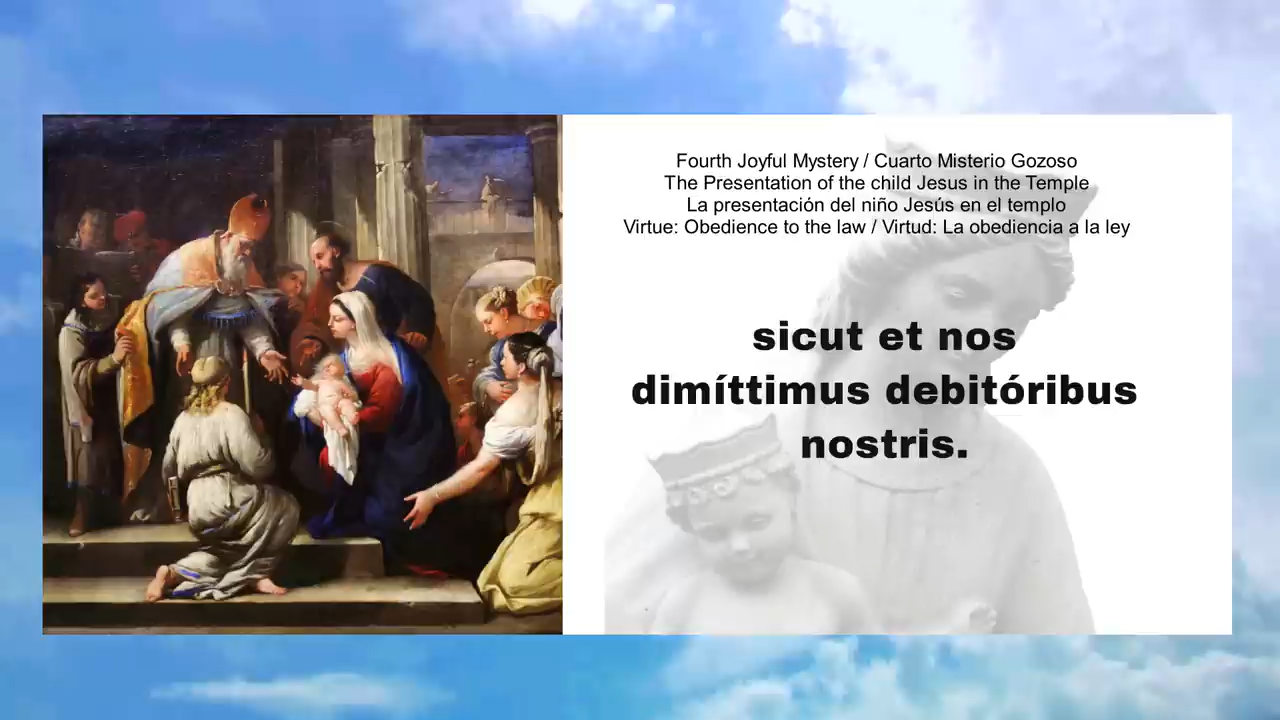 Fourth Joyful Mystery / Cuarto Misterio Gozoso
The Presentation of the child Jesus in the Temple
La presentación del niño Jesús en el templo
Virtue: Obedience to the law / Virtud: La obediencia a la ley
sicut et nos
dimíttimus debitóribus
nostris.